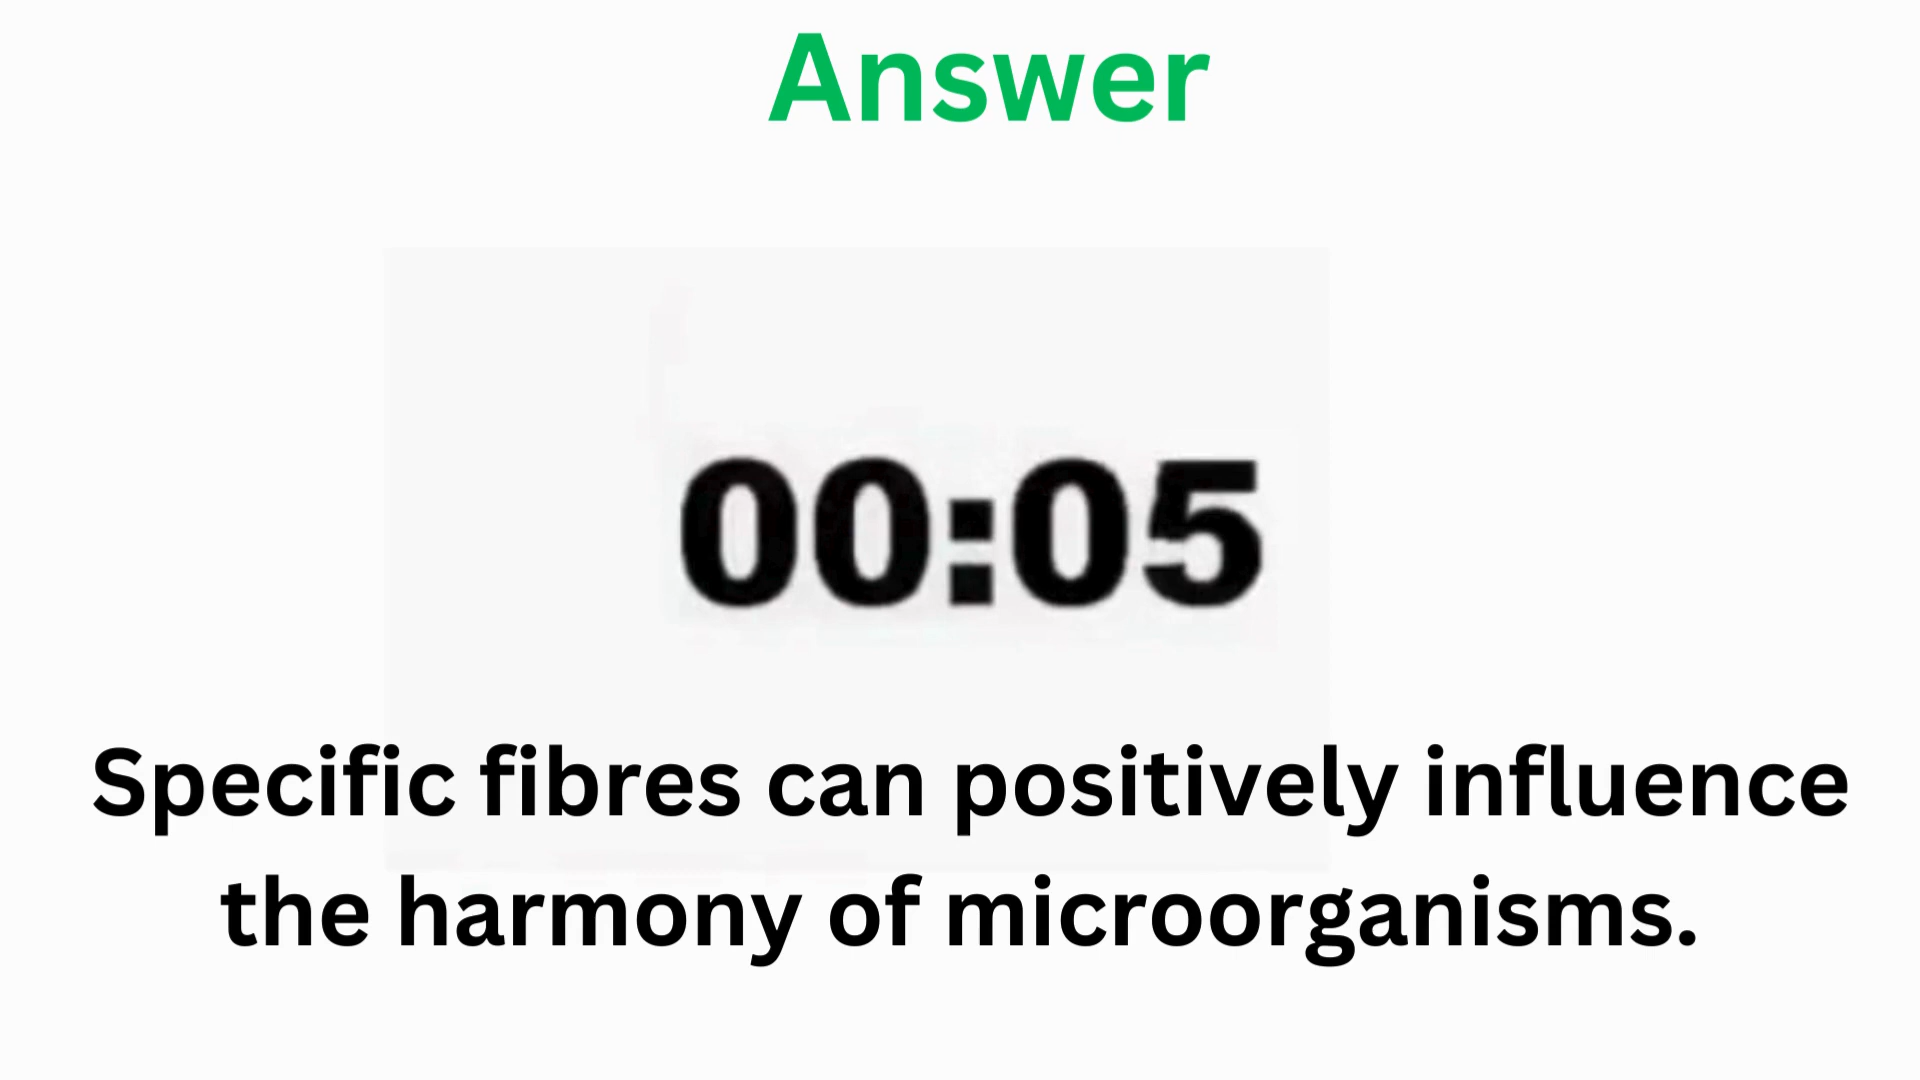 Answer
00:05
Specific fibres can positively influence
the harmony of microorganisms.